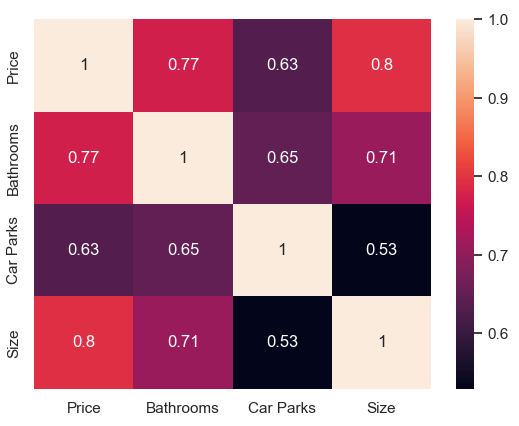 1.0
Price 1 0.77 0.63 0.8
0.9
Bathrooms 0.77 1 0.65 0.71
0.8
0.7
Car Parks 0.63 0.65 1 0.53
0.6
Size 0.8 0.71 0.53 1
Price Bathrooms Car Parks Size